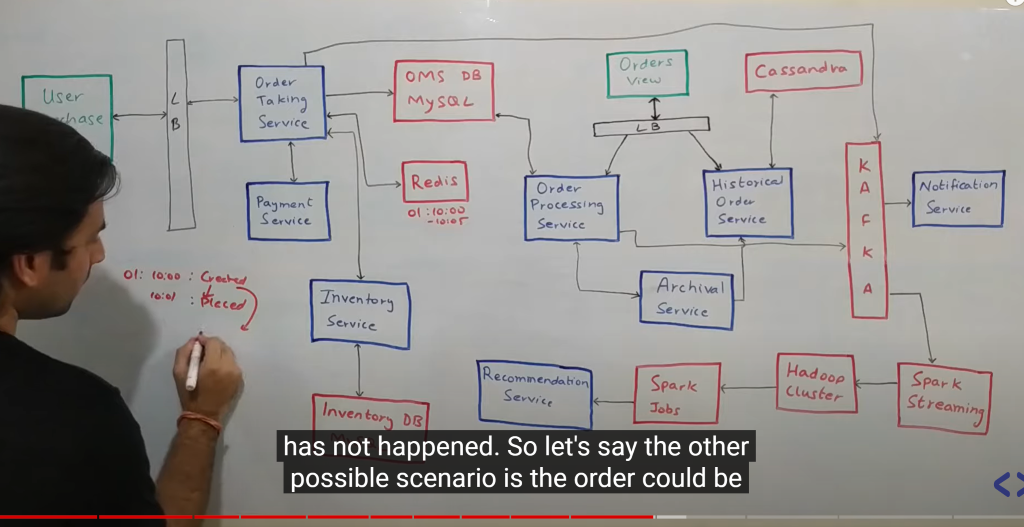 User
L
B
Order
Taking
Service
OMS DB
MySQL
Orders
View
LB
Cassandra
Payment
Service
Redis
01:10:00
-10:05
Order
Processing
Service
Historical
Order
Service
K
A
F
K
A
Notification
Service
01: 10:00 : Created
10:01 : Placed
Inventory
Service
Archival
Service
Inventory DB
Recommendation
Service
Spark
Jobs
Hadoop
Cluster
Spark
Streaming
has not happened. So let's say the other
possible scenario is the order could be